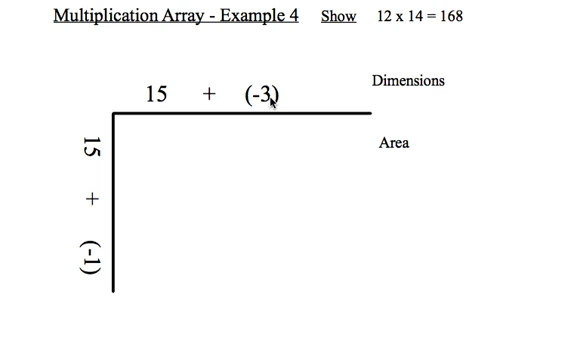 Multiplication Array - Example 4 Show 12 x 14 = 168
Dimensions
15 + (-3)
Area
15 + (-1)